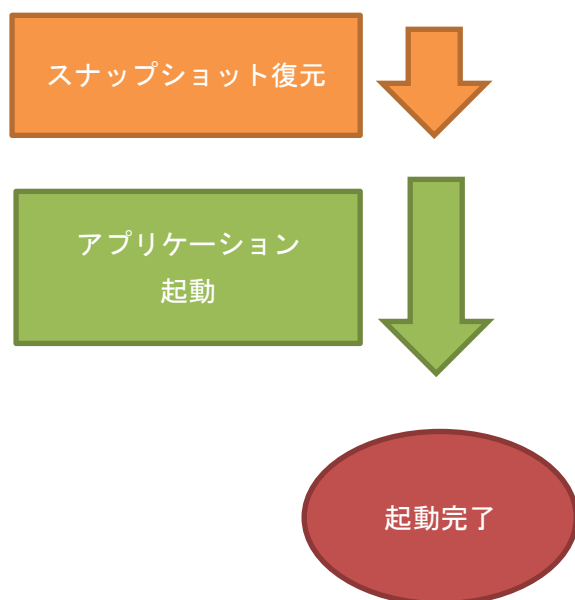 スナップショット復元
アプリケーション
起動
起動完了